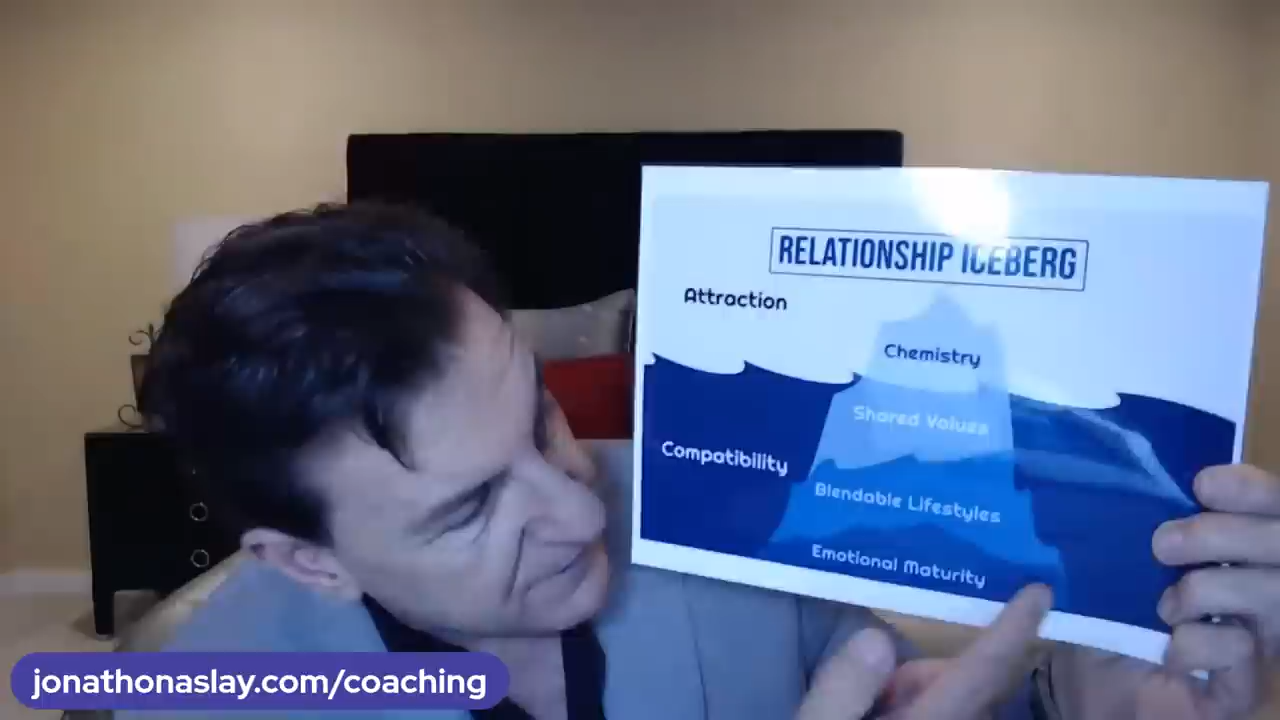 RELATIONSHIP ICEBERG
Attraction
Chemistry
Shared Values
Compatibility
Blendable Lifestyles
Emotional Maturity
jonathonaslay.com/coaching